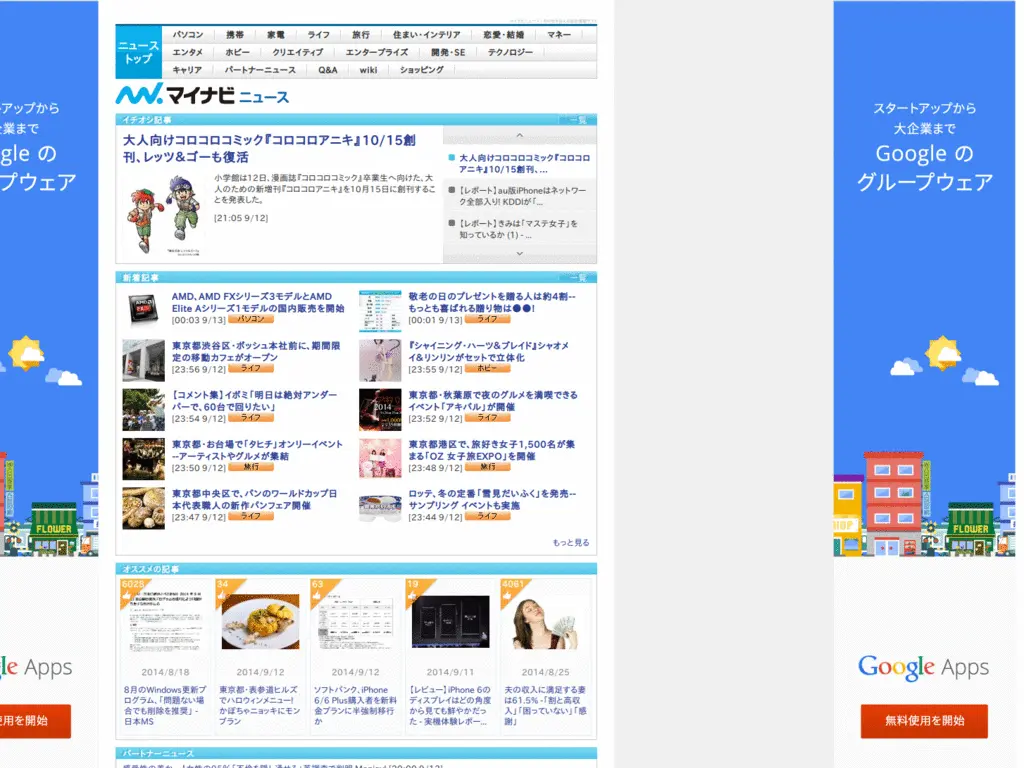 ニューストップ
パソコン 携帯 家電 ライフ 旅行 住まい・インテリア 恋愛・結婚 マネー
エンタメ ホビー クリエイティブ エンタープライズ 開発・SE テクノロジー
キャリア パートナーニュース Q&A wiki ショッピング
マイナビニュース
イチオシ記事 一覧
大人向けコロコロコミック『コロコロアニキ』10/15創
刊、レッツ&ゴーも復活
小学館は12日、漫画誌『コロコロコミック』卒業生へ向けた、大
人のための新増刊『コロコロアニキ』を10月15日に創刊するこ
とを発表した。
[21:05 9/12]
大人向けコロコロコミック『コロコロ
アニキ』10/15創刊、...
【レポート】au版iPhoneはネットワー
ク全部入り! KDDIが「...
【レポート】きみは「マステ女子」を
知っているか (1) - ...
新着記事 一覧
AMD、AMD FXシリーズ3モデルとAMD
Elite Aシリーズ1モデルの国内販売を開始
[00:03 9/13] パソコン
敬老の日のプレゼントを贈る人は約4割--
もっとも喜ばれる贈り物は●●!
[00:01 9/13] ライフ
東京都渋谷区・ボッシュ本社前に、期間限
定の移動カフェがオープン
[23:56 9/12] ライフ
『シャイニング・ハーツ&ブレイド』シャオメ
イ&リンリンがセットで立体化
[23:55 9/12] ホビー
【コメント集】イボミ「明日は絶対アンダー
パーで、60台で回りたい」
[23:54 9/12] ライフ
東京都・秋葉原で夜のグルメを満喫できる
イベント「アキバル」が開催
[23:52 9/12] ライフ
東京都・お台場で「タヒチ」オンリーイベント
--アーティストやグルメが集結
[23:50 9/12] 旅行
東京都港区で、旅好き女子1,500名が集
まる「OZ 女子旅EXPO」を開催
[23:48 9/12] 旅行
東京都中央区で、パンのワールドカップ日
本代表職人の新作パンフェア開催
[23:47 9/12] ライフ
ロッテ、冬の定番「雪見だいふく」を発売--
サンプリング イベントも実施
[23:44 9/12] ライフ
もっと見る
オススメの記事
6029 34 63 19 4061
2014/8/18
8月のWindows更新プ
ログラム、「問題ない場
合でも削除を推奨」 -
日本MS
2014/9/12
東京都・表参道ヒルズ
でハロウィンメニュー!
かぼちゃニョッキにモン
ブラン
2014/9/12
ソフトバンク、iPhone
6/6 Plus購入者を新料
金プランに半強制移行
か
2014/9/11
【レビュー】iPhone 6の
ディスプレイはどの角度
から見ても鮮やかだっ
た - 実機体験レポー...
2014/8/25
夫の収入に満足する妻
は61.5% -「割と高収
入」「困っていない」「感
謝」
パートナーニュース
アップから
企業まで
gle の
プウェア
FLOWER
le Apps
使用を開始
スタートアップから
大企業まで
Google の
グループウェア
FLOWER
Google Apps
無料使用を開始